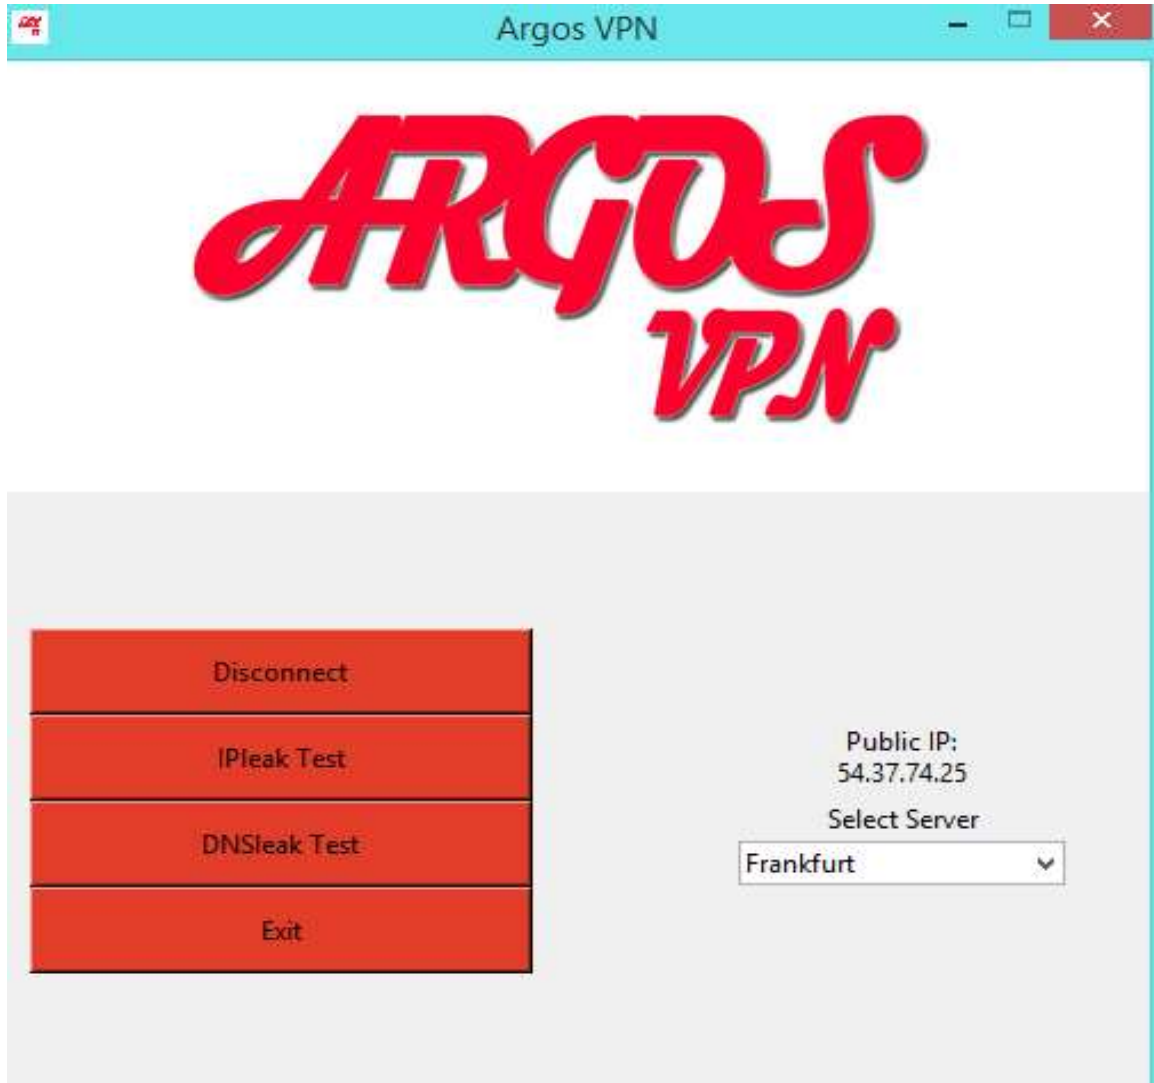 Argos VPN
ARGOS
VPN
Disconnect
IPleak Test
DNSleak Test
Exit
Public IP:
54.37.74.25
Select Server
Frankfurt